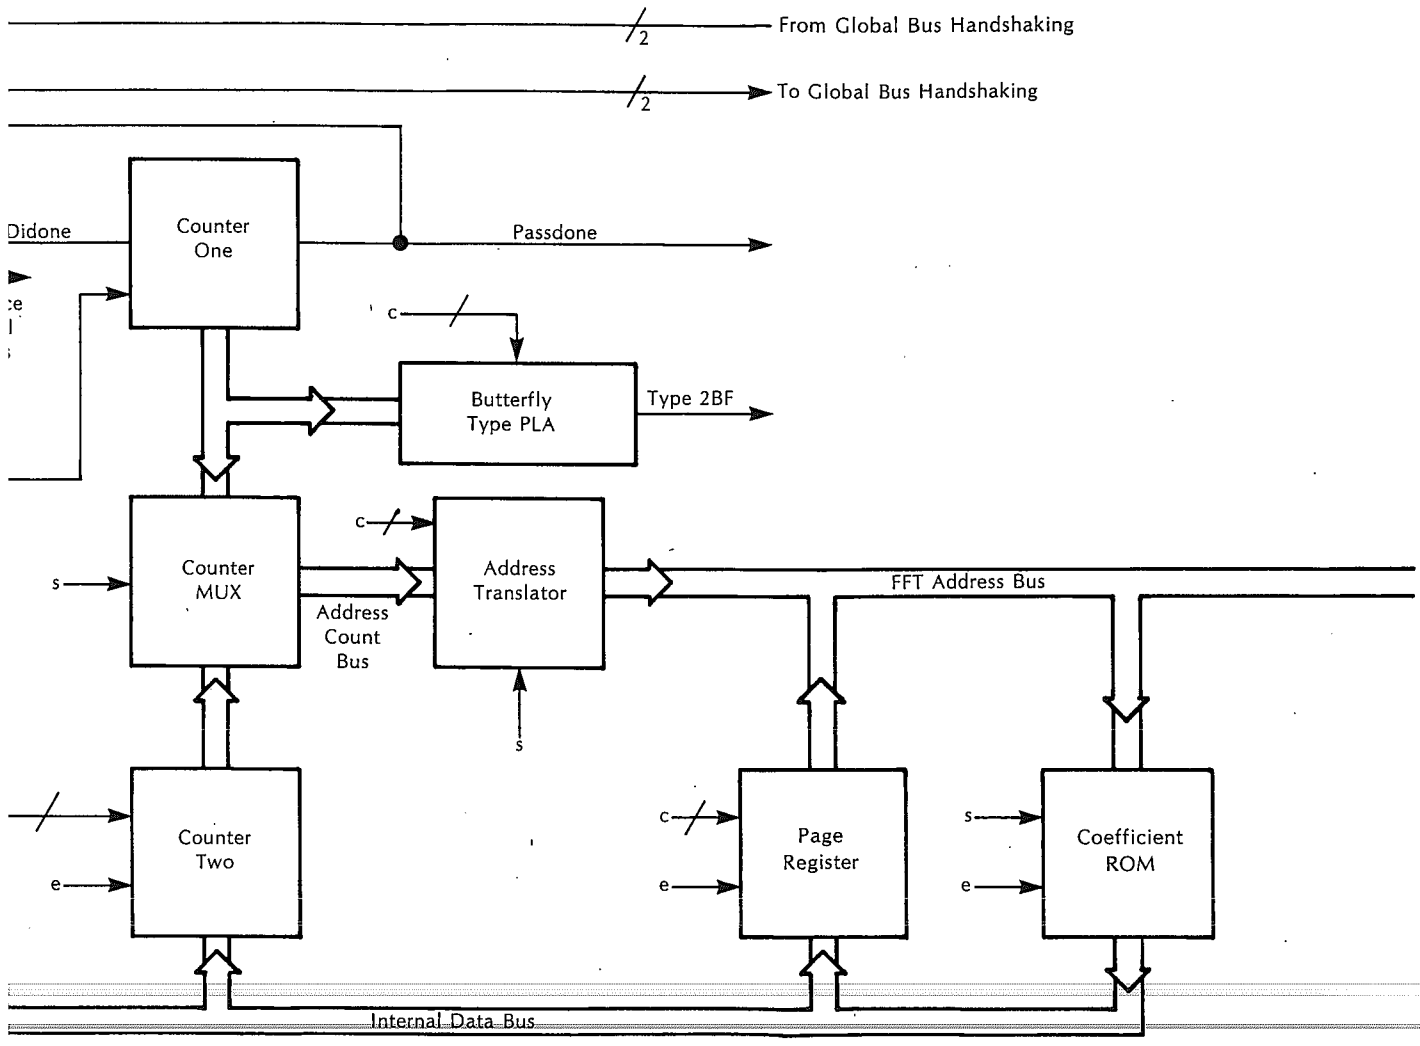 From Global Bus Handshaking
2
To Global Bus Handshaking
2
Didone
Counter
One
Passdone
ce
l
s
c
Butterfly
Type PLA
Type 2BF
c
Counter
MUX
s
Address
Count
Bus
Address
Translator
s
FFT Address Bus
Counter
Two
e
c
Page
Register
e
s
Coefficient
ROM
e
Internal Data Bus